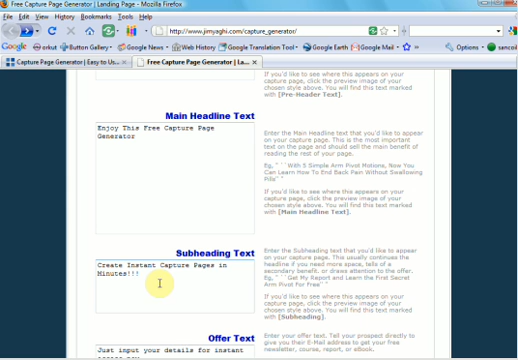 Free Capture Page Generator | Landing Page - Mozilla Firefox
File Edit View History Bookmarks Tools Help
http://www.jimyaghi.com/capture_generator/
Google orkut Button Gallery Google News Web History Google Translation Tool Google Earth Google Mail Options sancoil
Capture Page Generator | Easy to Us... Free Capture Page Generator | La...
If you'd like to see where this appears on your
capture page, click the preview image of your
chosen style above. You will find this text marked
with [Pre-Header Text].
Main Headline Text
Enjoy This Free Capture Page
Generator
Enter the Main Headline text that you'd like to appear
on your capture page. This is the most important
text on the page and should sell the main benefit of
reading the rest of your page.
Eg, " ``With 5 Simple Arm Pivot Motions, Now You
Can Learn How To End Back Pain Without Swallowing
Pills'' "
If you'd like to see where this appears on your
capture page, click the preview image of your
chosen style above. You will find this text marked
with [Main Headline Text].
Subheading Text
Create Instant Capture Pages in
Minutes!!!
Enter the Subheading text that you'd like to appear
on your capture page. This usually continues the
headline if you need more space, tells of a
secondary benefit, or draws attention to the offer.
Eg, " ``Get My Report and Learn the First Secret
Arm Pivot For Free'' "
If you'd like to see where this appears on your
capture page, click the preview image of your
chosen style above. You will find this text marked
with [Subheading].
Offer Text
Just input your details for instant
Enter your offer text. Tell your prospect directly to
give you their E-Mail address to get your free
newsletter, course, report, or eBook.